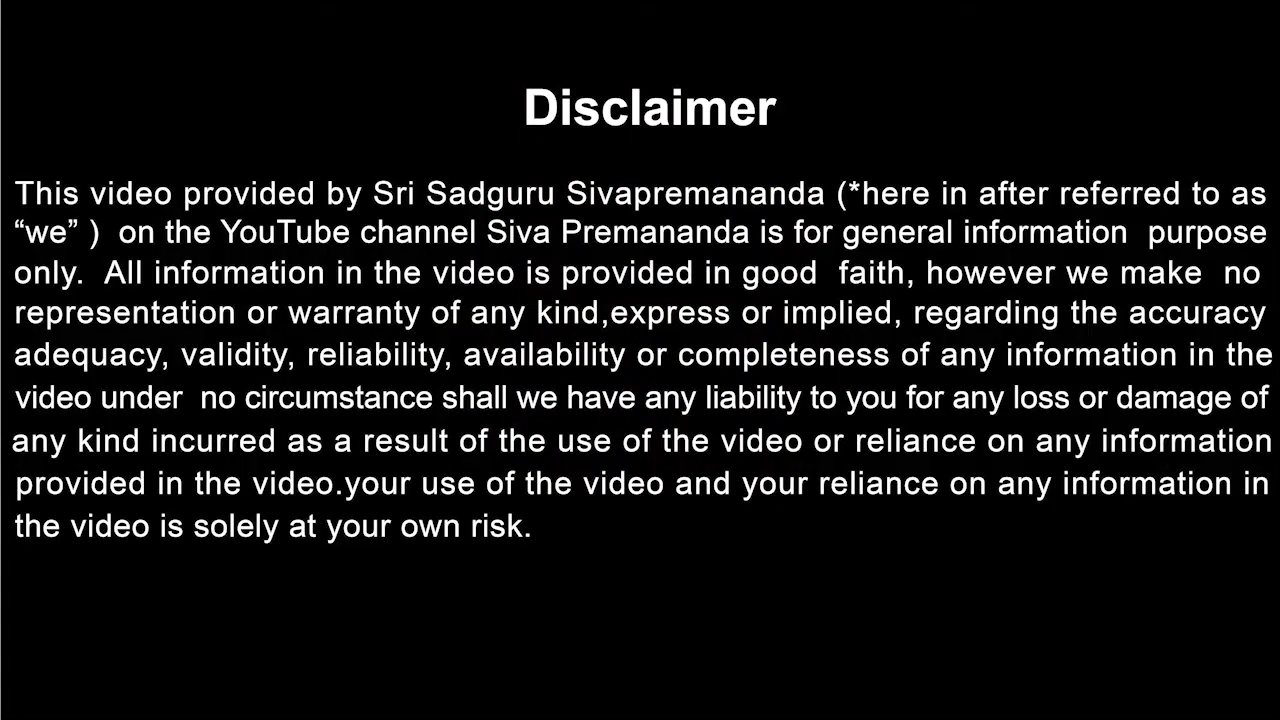 Disclaimer
This video provided by Sri Sadguru Sivapremananda (*here in after referred to as
“we” ) on the YouTube channel Siva Premananda is for general information purpose
only. All information in the video is provided in good faith, however we make no
representation or warranty of any kind,express or implied, regarding the accuracy
adequacy, validity, reliability, availability or completeness of any information in the
video under no circumstance shall we have any liability to you for any loss or damage of
any kind incurred as a result of the use of the video or reliance on any information
provided in the video.your use of the video and your reliance on any information in
the video is solely at your own risk.